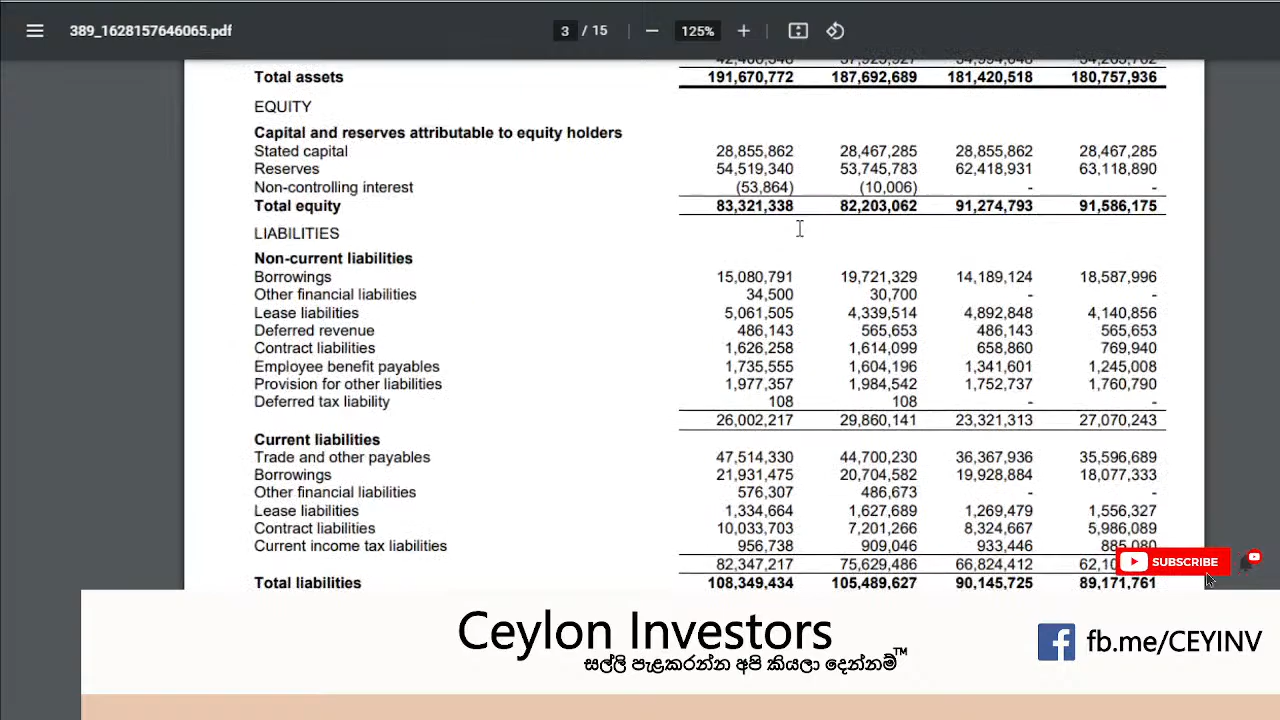 389_1628157646065.pdf 3 / 15 125%
Total assets 191,670,772 187,692,689 181,420,518 180,757,936
EQUITY
Capital and reserves attributable to equity holders
Stated capital 28,855,862 28,467,285 28,855,862 28,467,285
Reserves 54,519,340 53,745,783 62,418,931 63,118,890
Non-controlling interest (53,864) (10,006) - -
Total equity 83,321,338 82,203,062 91,274,793 91,586,175
LIABILITIES
Non-current liabilities
Borrowings 15,080,791 19,721,329 14,189,124 18,587,996
Other financial liabilities 34,500 30,700 - -
Lease liabilities 5,061,505 4,339,514 4,892,848 4,140,856
Deferred revenue 486,143 565,653 486,143 565,653
Contract liabilities 1,626,258 1,614,099 658,860 769,940
Employee benefit payables 1,735,555 1,604,196 1,341,601 1,245,008
Provision for other liabilities 1,977,357 1,984,542 1,752,737 1,760,790
Deferred tax liability 108 108 - -
26,002,217 29,860,141 23,321,313 27,070,243
Current liabilities
Trade and other payables 47,514,330 44,700,230 36,367,936 35,596,689
Borrowings 21,931,475 20,704,582 19,928,884 18,077,333
Other financial liabilities 576,307 486,673 - -
Lease liabilities 1,334,664 1,627,689 1,269,479 1,556,327
Contract liabilities 10,033,703 7,201,266 8,324,667 5,986,089
Current income tax liabilities 956,738 909,046 933,446 885,080
82,347,217 75,629,486 66,824,412
SUBSCRIBE
Total liabilities 108,349,434 105,489,627 90,145,725 89,171,761
Ceylon Investors
සල්ලි පැළකරන්න අපි කියලා දෙන්නම් ™
fb.me/CEYINV